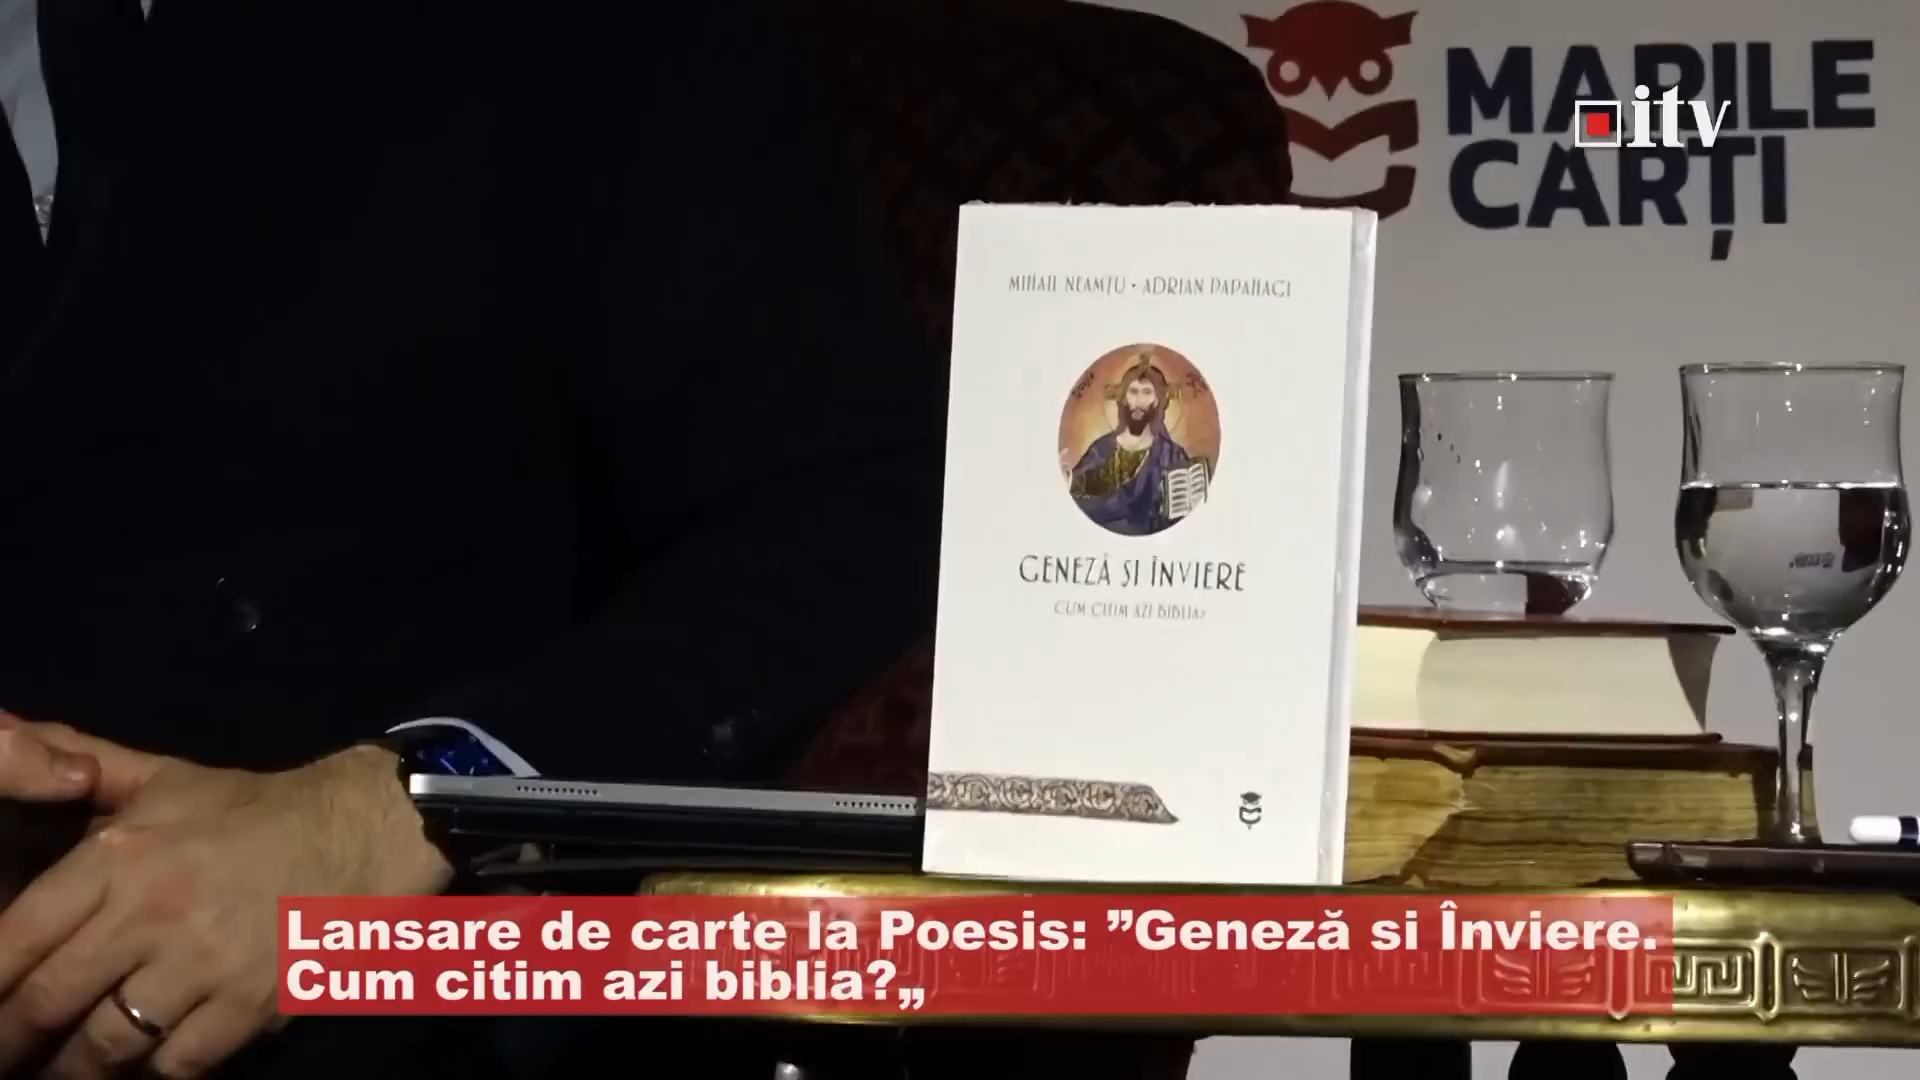 MARILE
CĂRȚI
itv
MIHAIL NEAMȚU • ADRIAN PAPAHAGI
GENEZĂ ȘI ÎNVIERE
CUM CITIM AZI BIBLIA?
Lansare de carte la Poesis: ”Geneză si Înviere.
Cum citim azi biblia?„